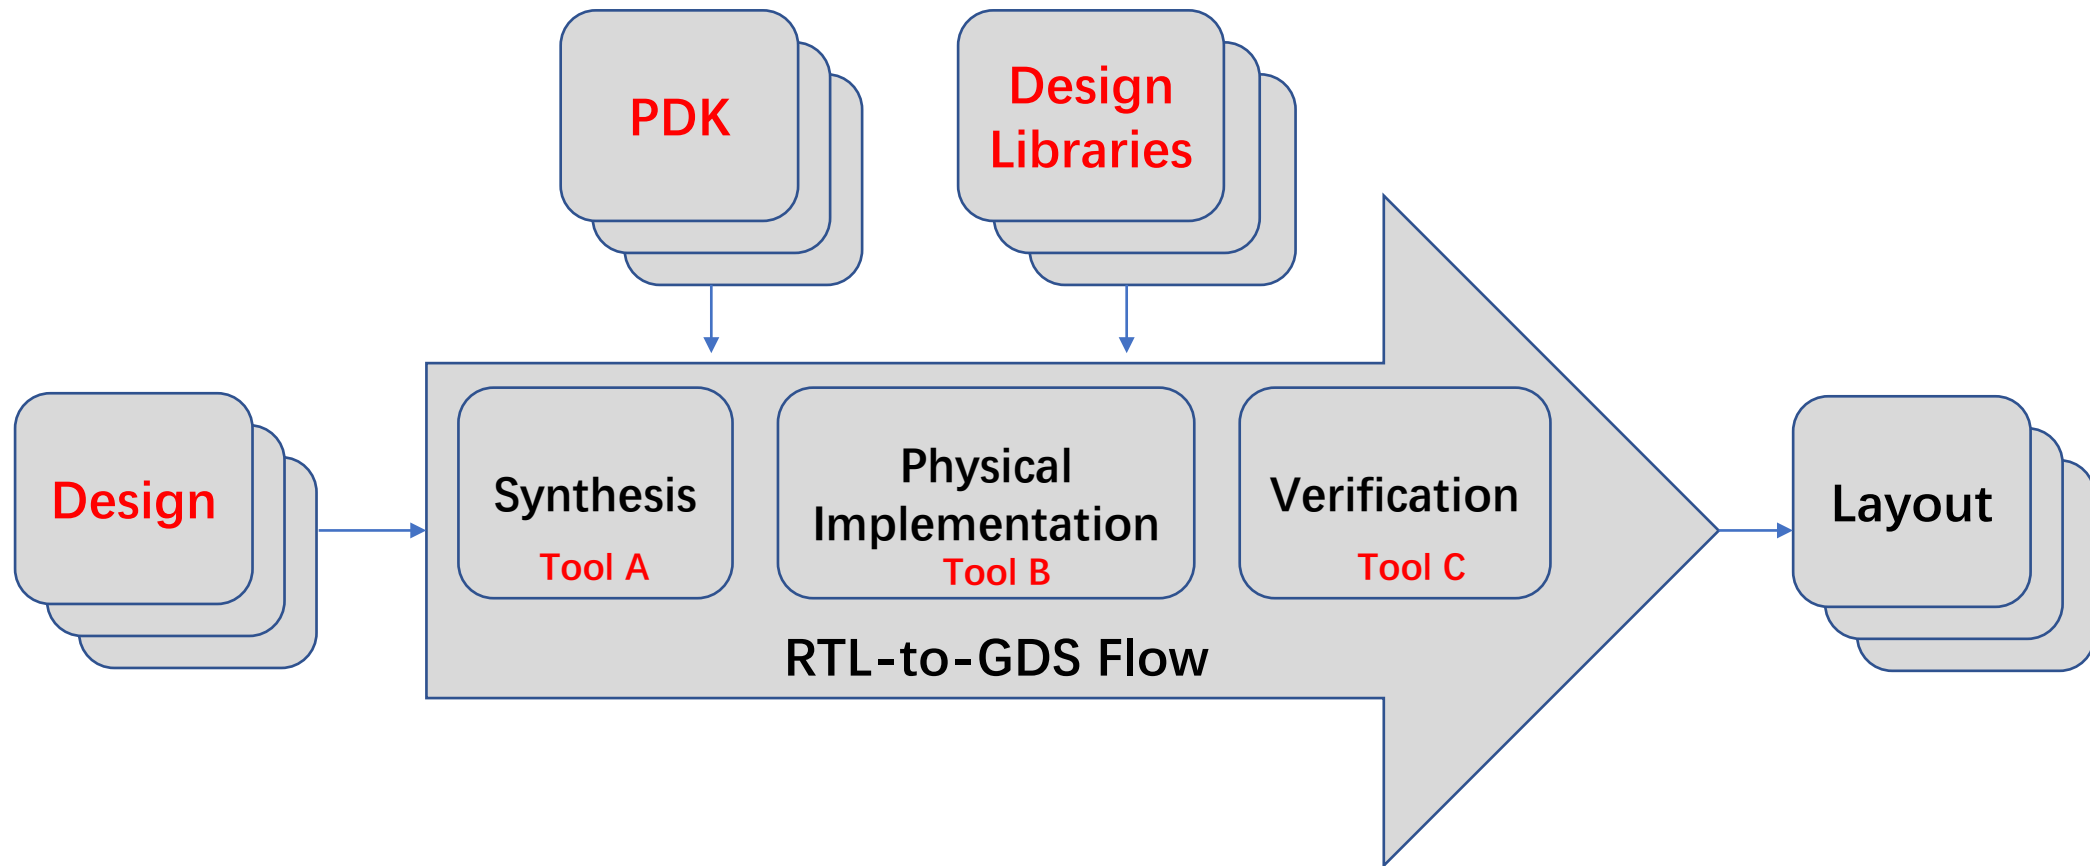 PDK
Design
Libraries
Design
Synthesis
Tool A
Physical
Implementation
Tool B
Verification
Tool C
RTL-to-GDS Flow
Layout